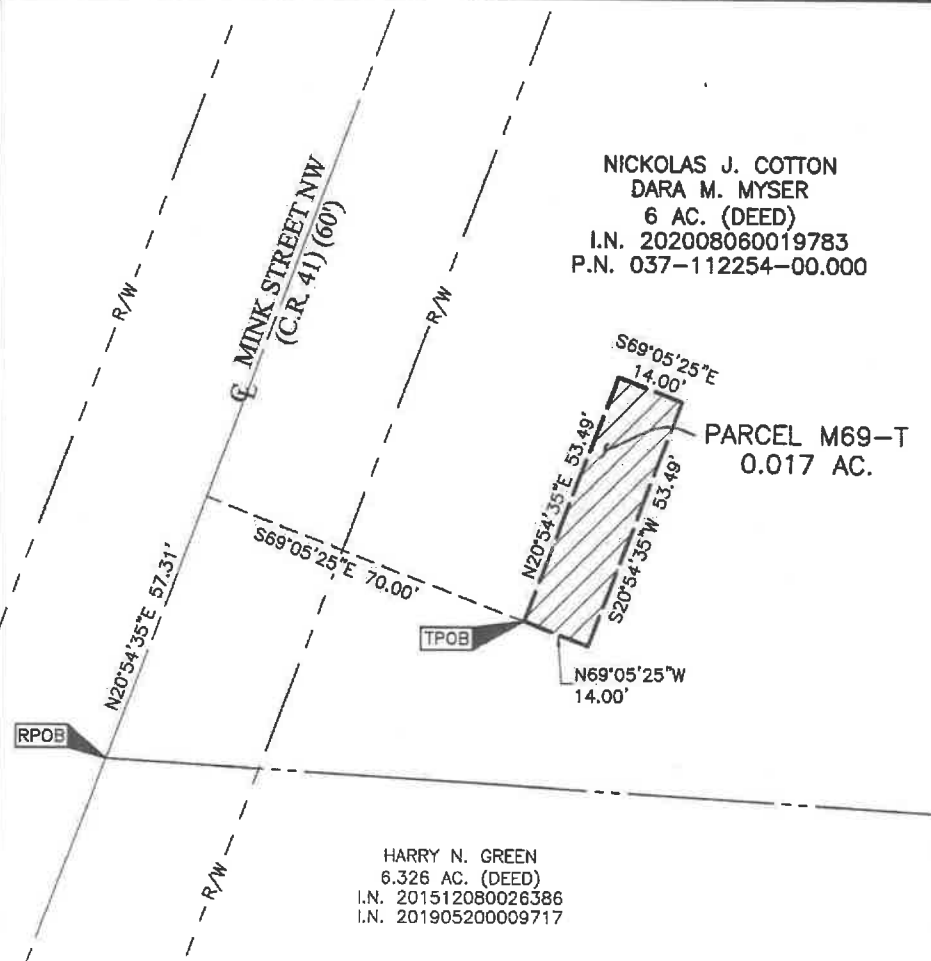 NICKOLAS J. COTTON
DARA M. MYSER
6 AC. (DEED)
I.N. 202008060019783
P.N. 037-112254-00.000
MINK STREET NW
(C.R. 41) (60')
R/W
R/W
S69°05'25"E
14.00'
PARCEL M69-T
0.017 AC.
N20°54'35"E 53.49'
S20°54'35"W 53.49'
S69°05'25"E 70.00'
N20°54'35"E 57.31'
TPOB
N69°05'25"W
14.00'
RPOB
R/W
HARRY N. GREEN
6.326 AC. (DEED)
I.N. 201512080026386
I.N. 201905200009717